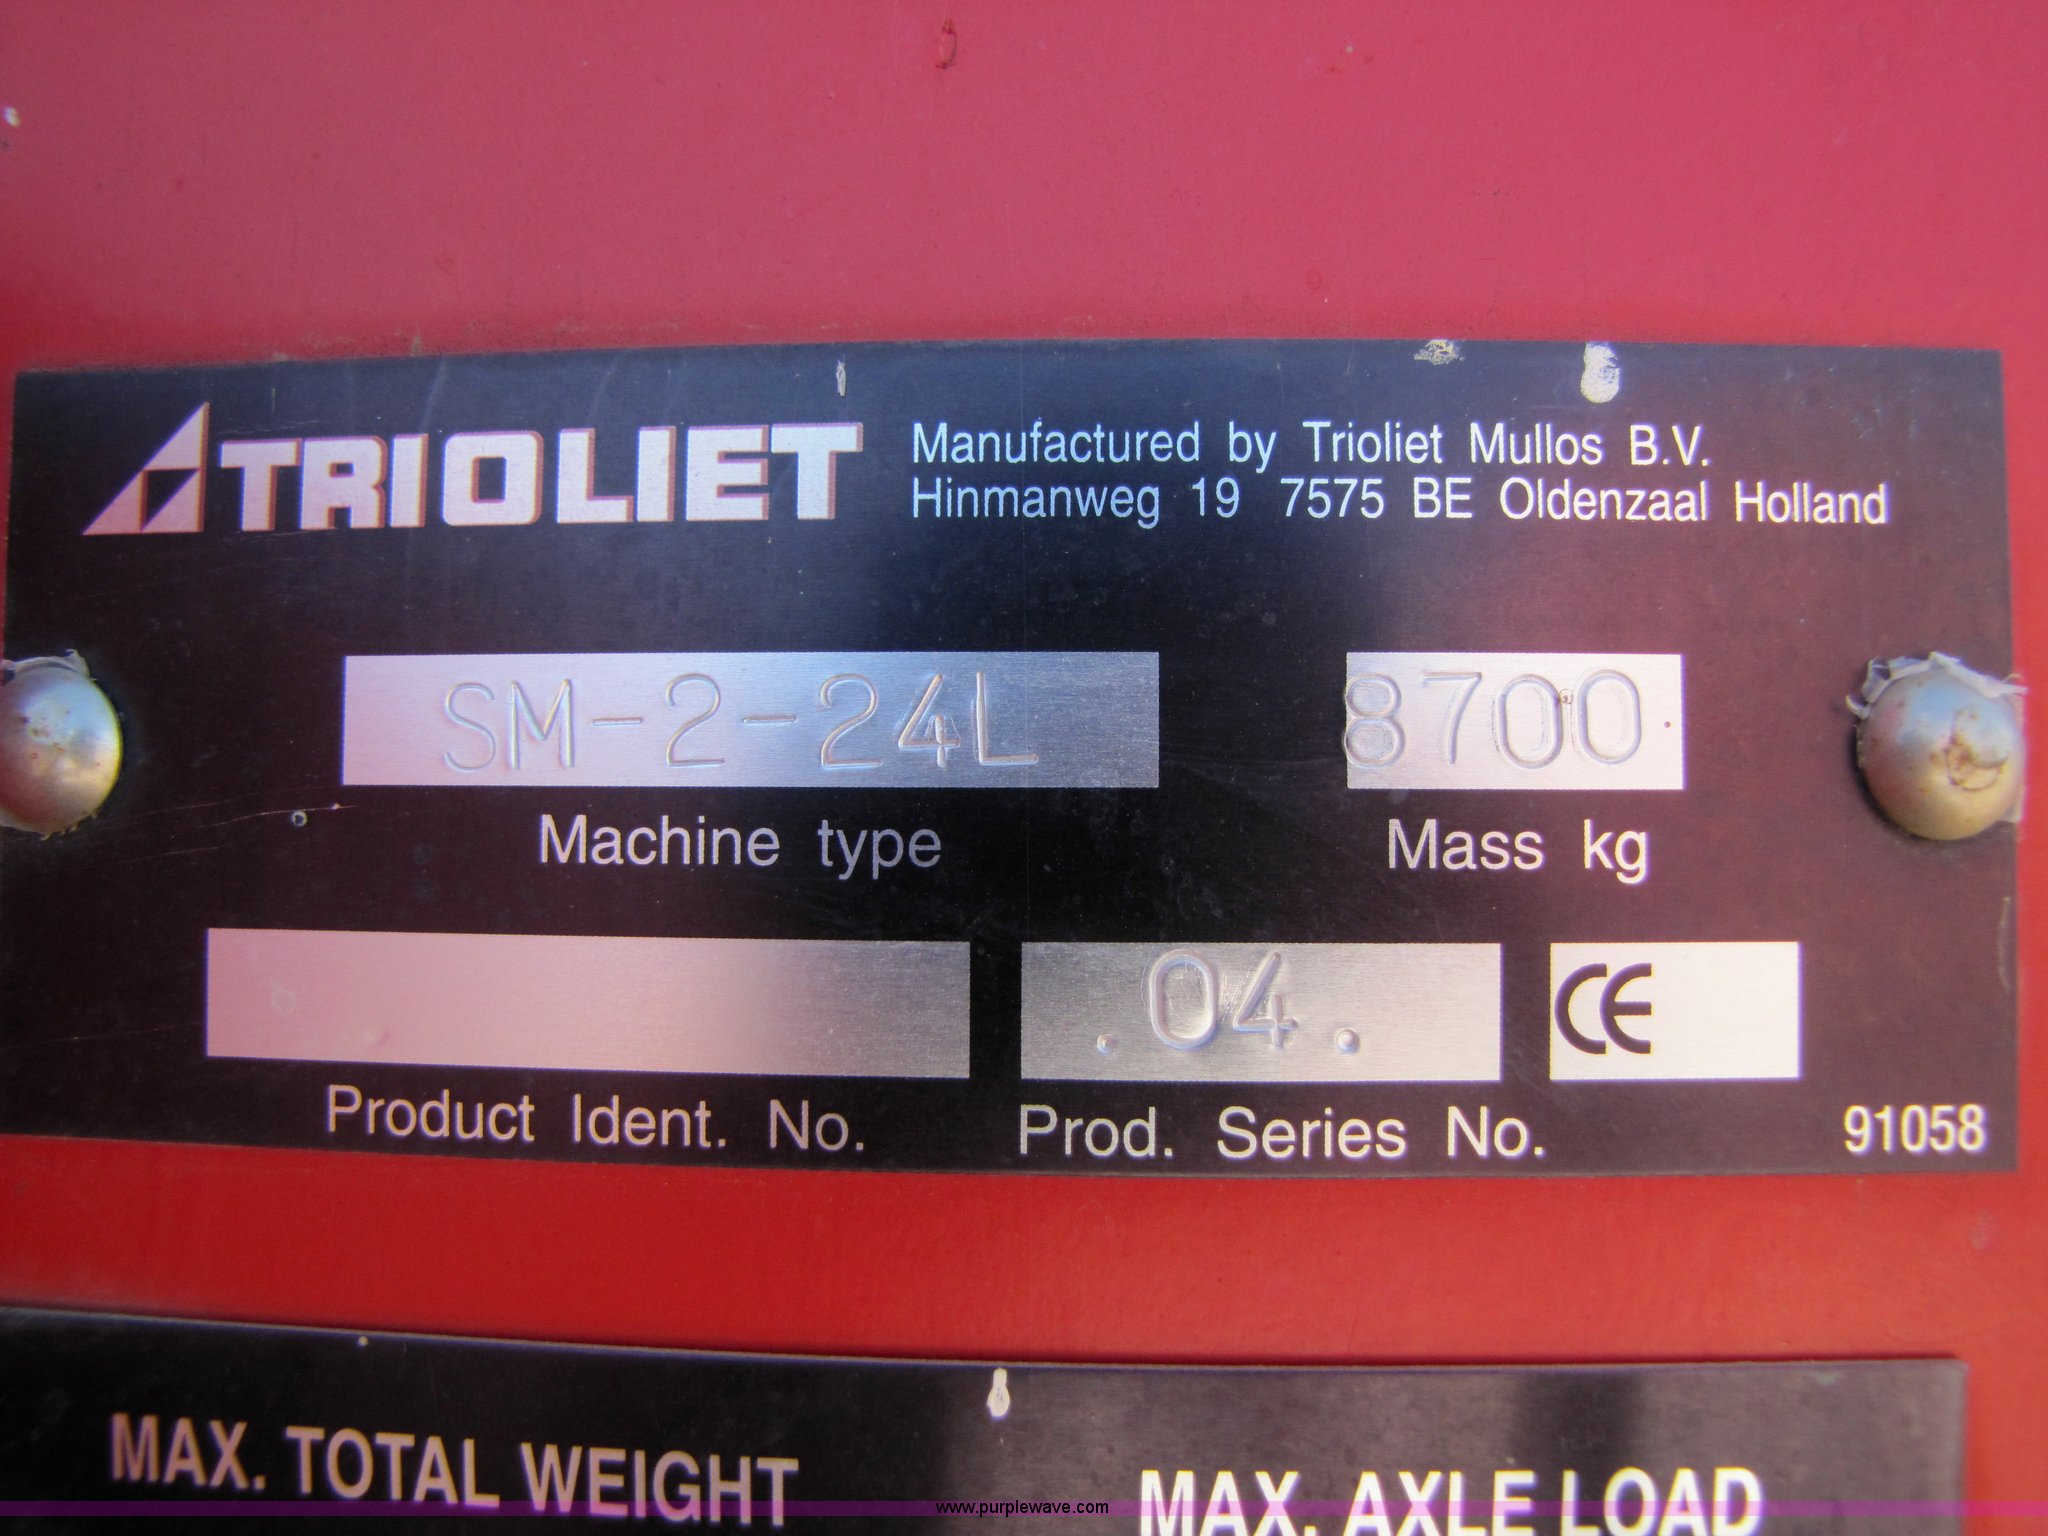 TRIOLIET
Manufactured by Trioliet Mullos B.V.
Hinmanweg 19 7575 BE Oldenzaal Holland
SM-2-24L
8700
Machine type
Mass kg
.04.
CE
Product Ident. No.
Prod. Series No.
91058
MAX. TOTAL WEIGHT
MAX. AXLE LOAD
www.purplewave.com